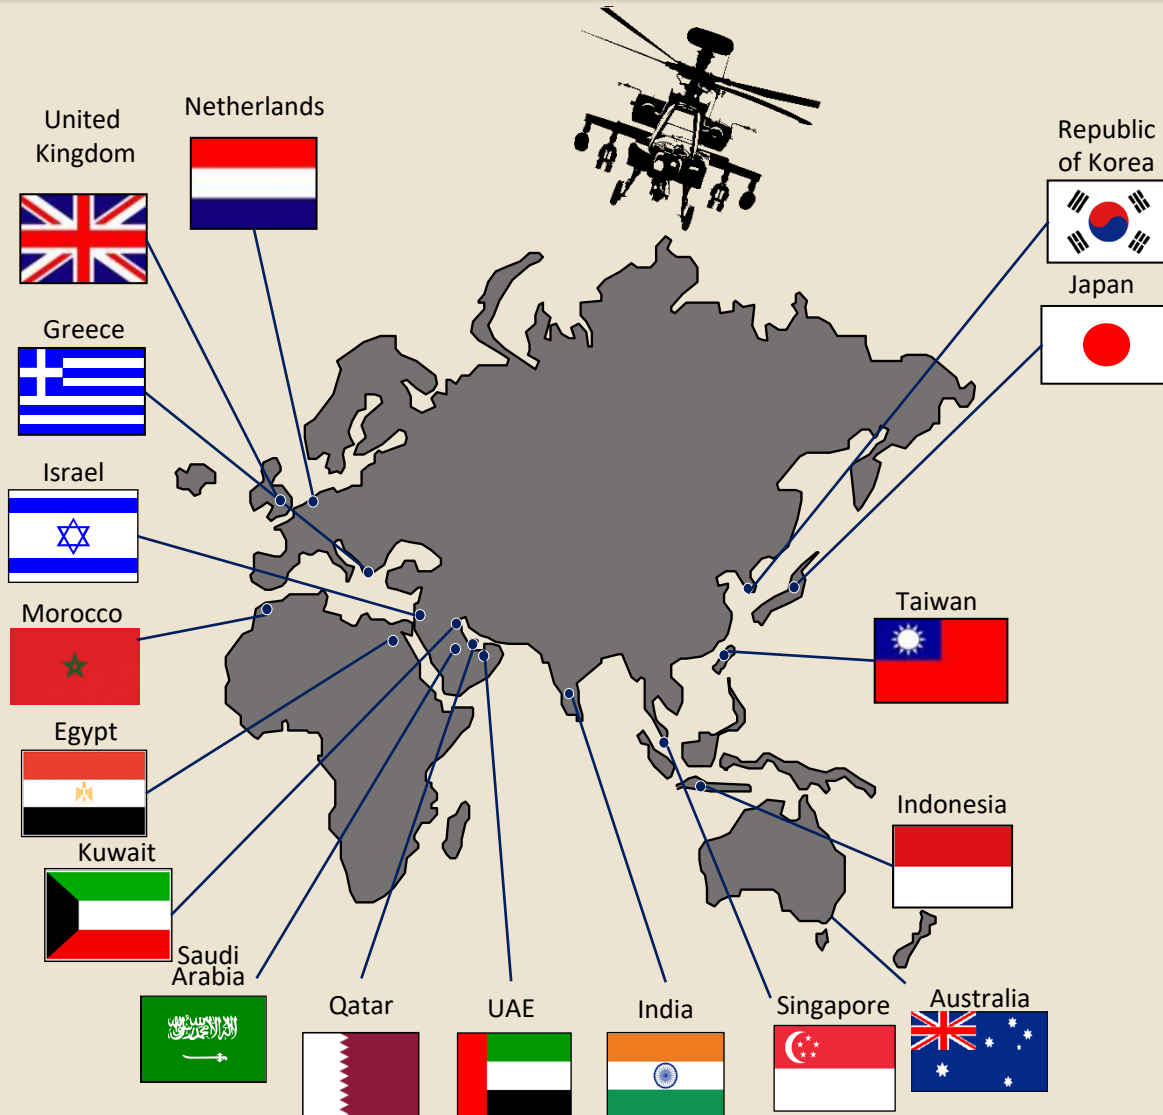 Netherlands
United
Kingdom
Republic
of Korea
Japan
Greece
Israel
Taiwan
Morocco
Egypt
Indonesia
Kuwait
Saudi
Arabia
Qatar
UAE
India
Singapore
Australia